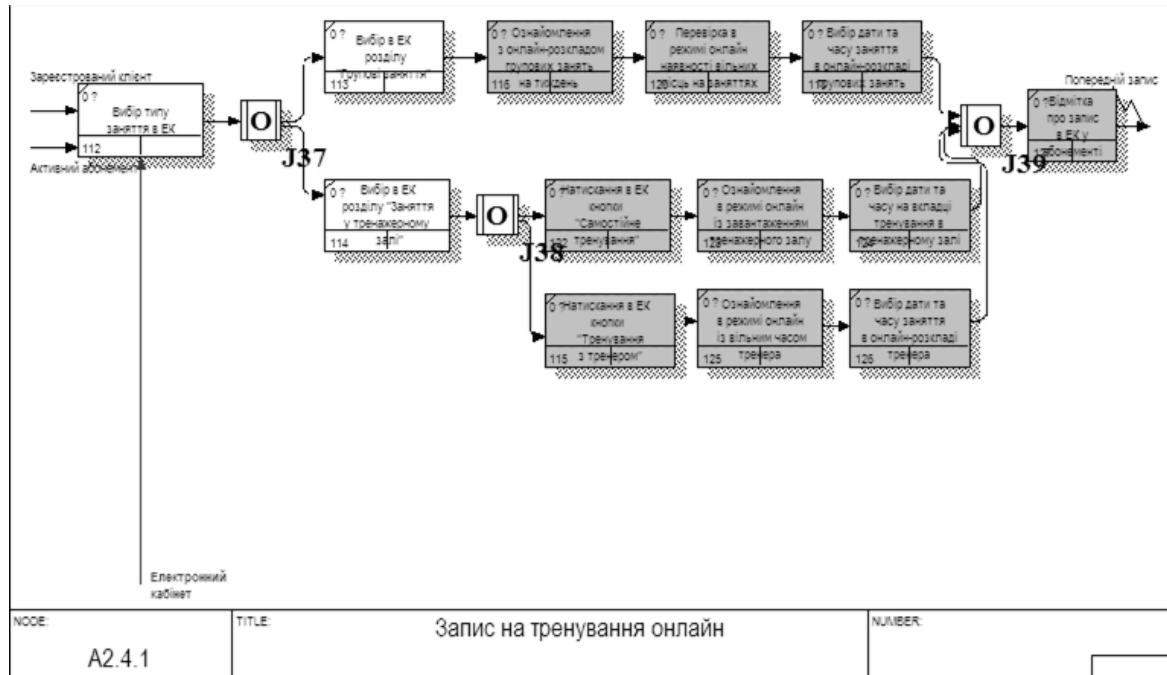 Зареєстрований клієнт
Активний абонемент
0 ?
Вибір типу
заняття в ЕК
112
O
J37
0 ?
Вибір в ЕК
розділу
"Групові заняття"
113
0 ?
Ознайомлення
з онлайн-розкладом
групових занять
на тиждень
116
0 ?
Перевірка в
режимі онлайн
наявності вільних
місць на заняттях
0 ?
Вибір дати та
часу заняття
в онлайн-розкладі
групових занять
0 ?
Вибір в ЕК
розділу "Заняття
у тренажерному
залі"
114
O
J38
0 ?
Натискання в ЕК
кнопки
"Самостійне
тренування"
0 ?
Ознайомлення
в режимі онлайн
із завантаженням
тренажерного залу
0 ?
Вибір дати та
часу на вкладці
тренування в
тренажерному залі
0 ?
Натискання в ЕК
кнопки
"Тренування
з тренером"
115
0 ?
Ознайомлення
в режимі онлайн
із вільним часом
тренера
125
0 ?
Вибір дати та
часу заняття
в онлайн-розкладі
тренера
126
O
J39
0 ?
Відмітка
про запис
в ЕК у
абонементі
Попередній запис
Електронний
кабінет
NODE:
A2.4.1
TITLE:
Запис на тренування онлайн
NUMBER: